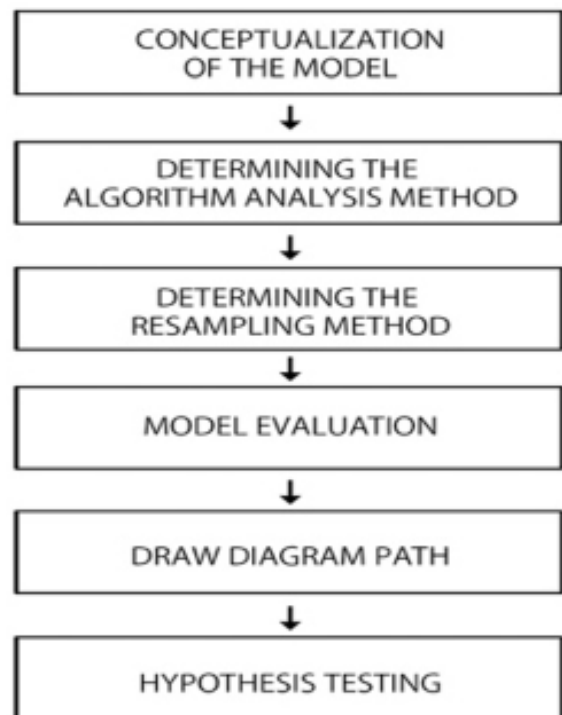 CONCEPTUALIZATION
OF THE MODEL
DETERMINING THE
ALGORITHM ANALYSIS METHOD
DETERMINING THE
RESAMPLING METHOD
MODEL EVALUATION
DRAW DIAGRAM PATH
HYPOTHESIS TESTING